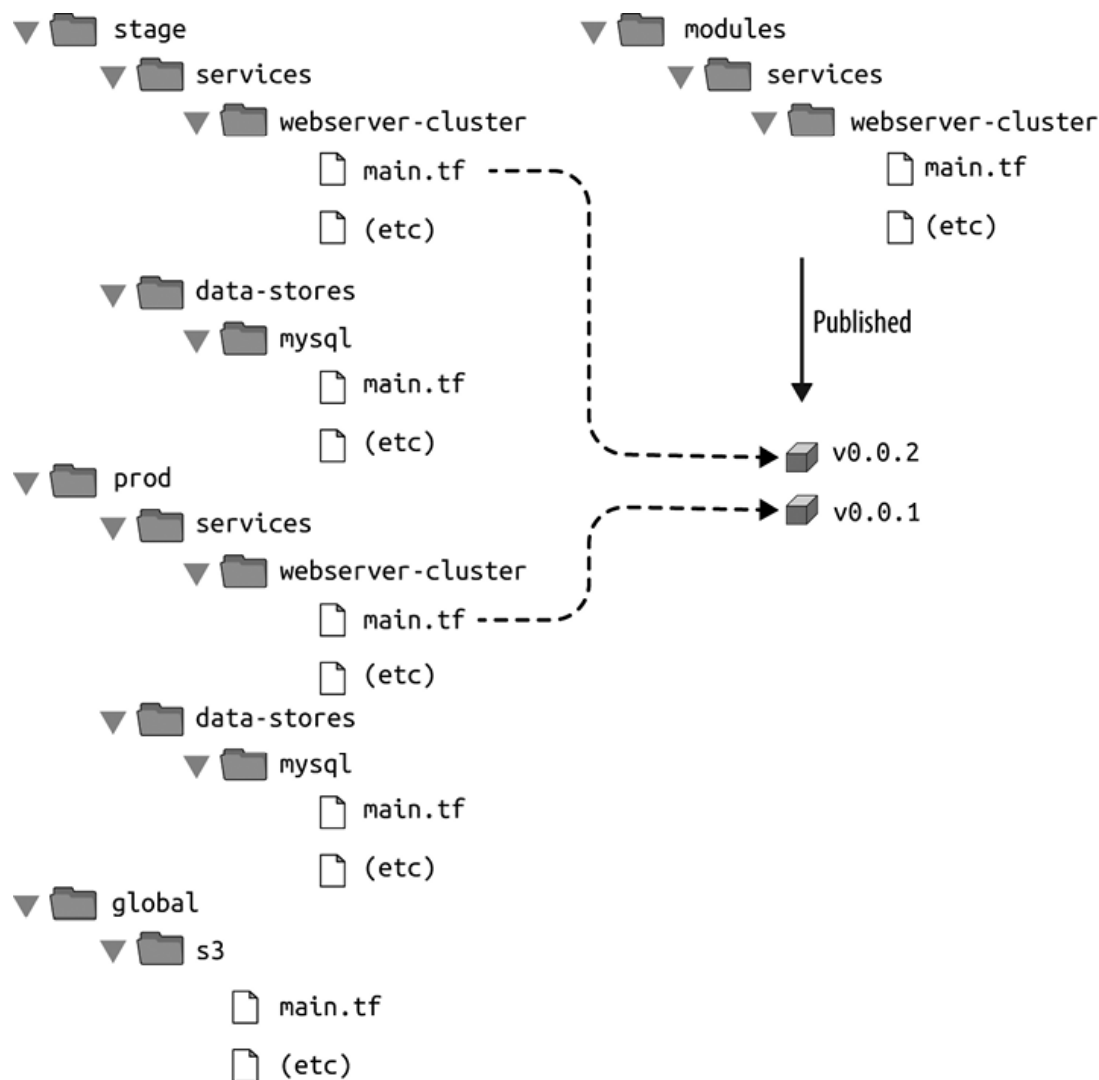 stage
services
webserver-cluster
main.tf
(etc)
data-stores
mysql
main.tf
(etc)
prod
services
webserver-cluster
main.tf
(etc)
data-stores
mysql
main.tf
(etc)
global
s3
main.tf
(etc)
modules
services
webserver-cluster
main.tf
(etc)
Published
v0.0.2
v0.0.1